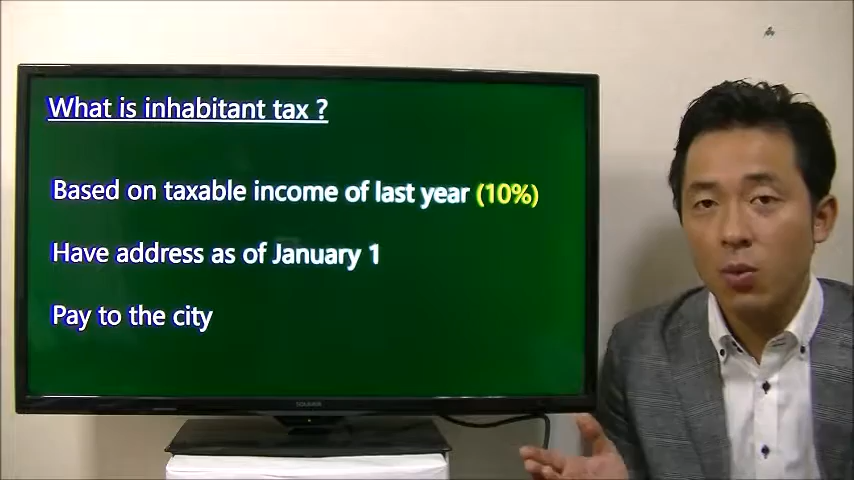 What is inhabitant tax ?
Based on taxable income of last year (10%)
Have address as of January 1
Pay to the city